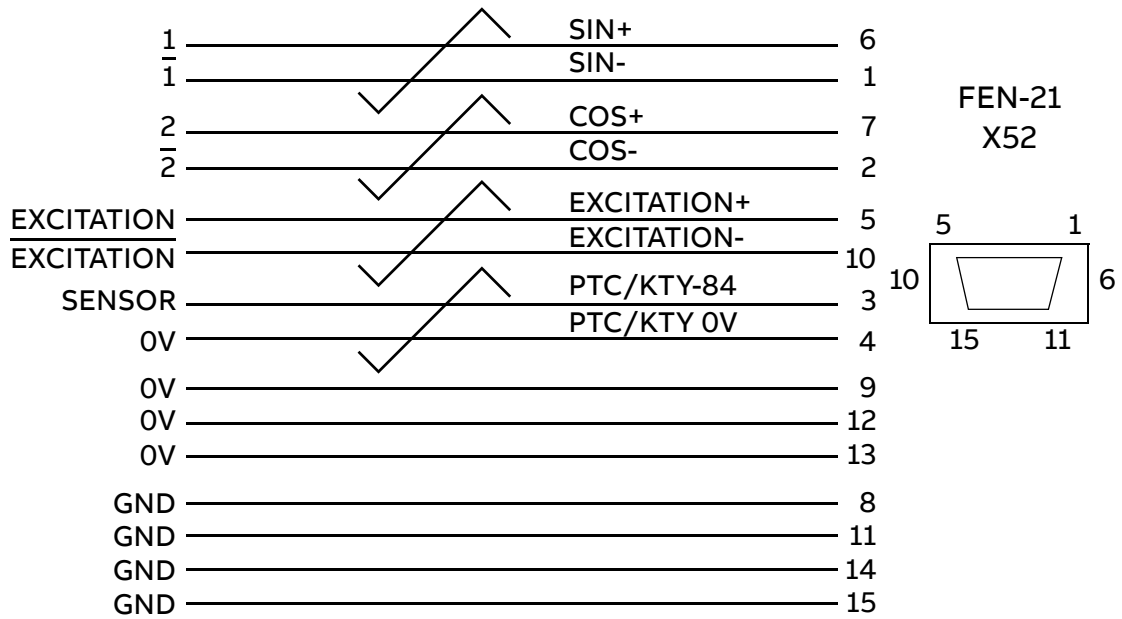 1 SIN+ 6
1̅ SIN- 1
2 COS+ 7
2̅ COS- 2
EXCITATION EXCITATION+ 5
E̅X̅C̅I̅T̅A̅T̅I̅O̅N̅ EXCITATION- 10
SENSOR PTC/KTY-84 3
0V PTC/KTY 0V 4
0V 9
0V 12
0V 13
GND 8
GND 11
GND 14
GND 15
FEN-21
X52
5 1
10 6
15 11